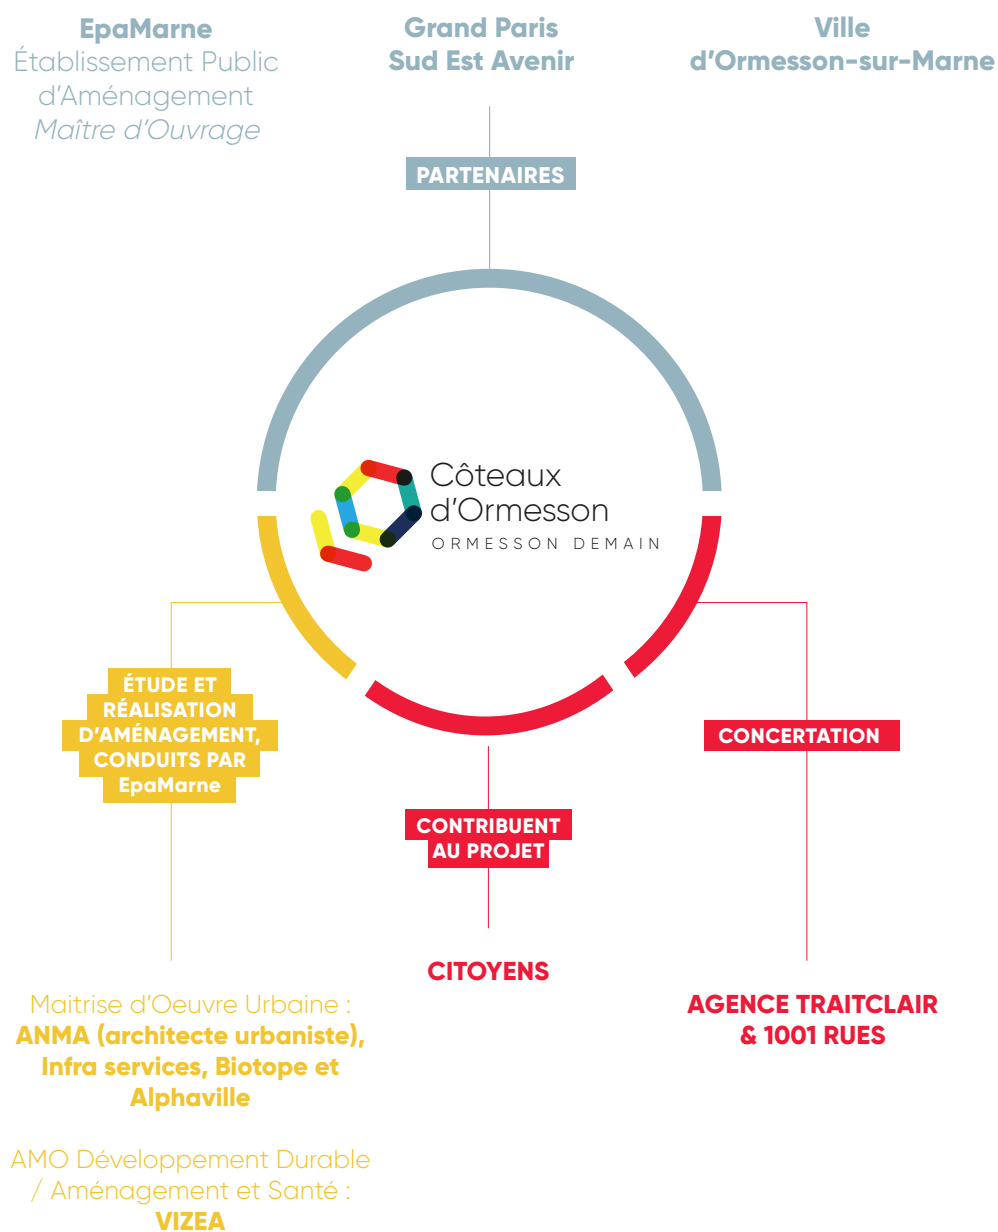 EpaMarne
Établissement Public
d'Aménagement
Maître d'Ouvrage
Grand Paris
Sud Est Avenir
Ville
d'Ormesson-sur-Marne
PARTENAIRES
Côteaux
d'Ormesson
ORMESSON DEMAIN
ÉTUDE ET
RÉALISATION
D'AMÉNAGEMENT,
CONDUITS PAR
EpaMarne
CONTRIBUENT
AU PROJET
CONCERTATION
CITOYENS
AGENCE TRAITCLAIR
& 1001 RUES
Maitrise d'Oeuvre Urbaine :
ANMA (architecte urbaniste),
Infra services, Biotope et
Alphaville
AMO Développement Durable
/ Aménagement et Santé :
VIZEA